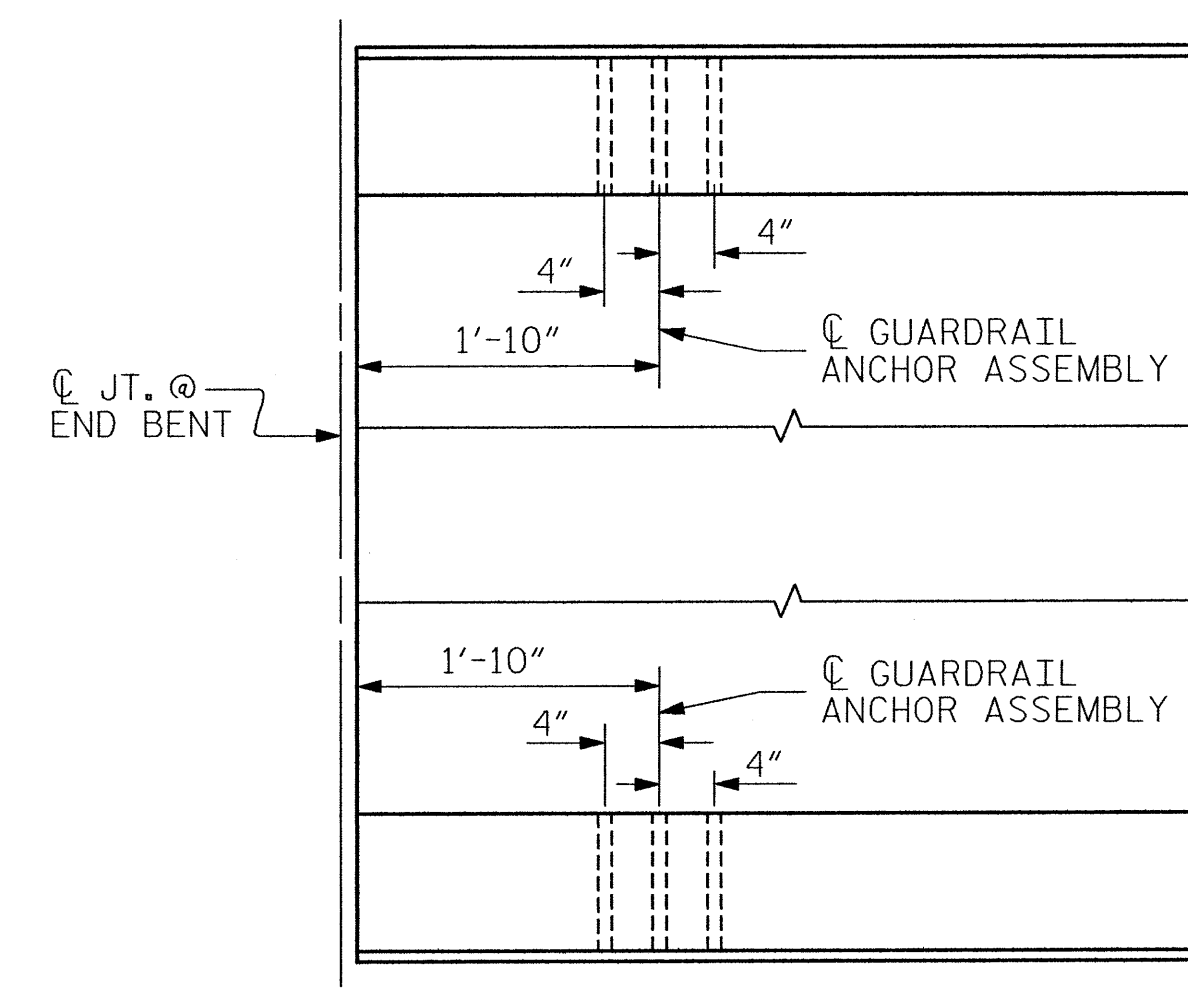 4″
4″
1′-10″
℄ GUARDRAIL
ANCHOR ASSEMBLY
℄ JT. @
END BENT
1′-10″
℄ GUARDRAIL
ANCHOR ASSEMBLY
4″
4″